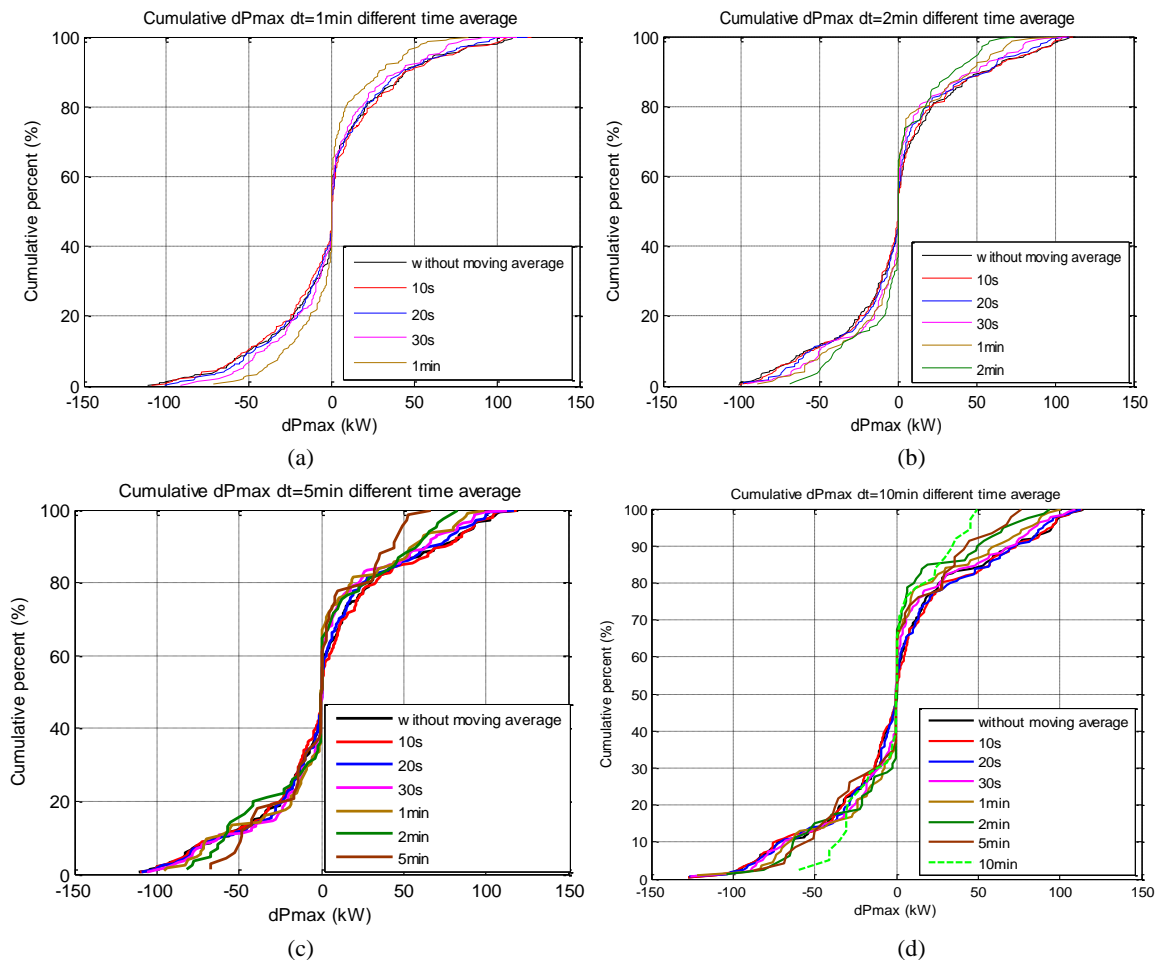 Cumulative dPmax dt=1min different time average
100
80
60
40
20
0
Cumulative percent (%)
without moving average
10s
20s
30s
1min
-150
-100
-50
0
50
100
150
dPmax (kW)
(a)
Cumulative dPmax dt=2min different time average
100
80
60
40
20
0
Cumulative percent (%)
without moving average
10s
20s
30s
1min
2min
-150
-100
-50
0
50
100
150
dPmax (kW)
(b)
Cumulative dPmax dt=5min different time average
100
80
60
40
20
0
Cumulative percent (%)
without moving average
10s
20s
30s
1min
2min
5min
-150
-100
-50
0
50
100
150
dPmax (kW)
(c)
Cumulative dPmax dt=10min different time average
100
90
80
70
60
50
40
30
20
10
0
Cumulative percent (%)
without moving average
10s
20s
30s
1min
2min
5min
10min
-150
-100
-50
0
50
100
150
dPmax (kW)
(d)